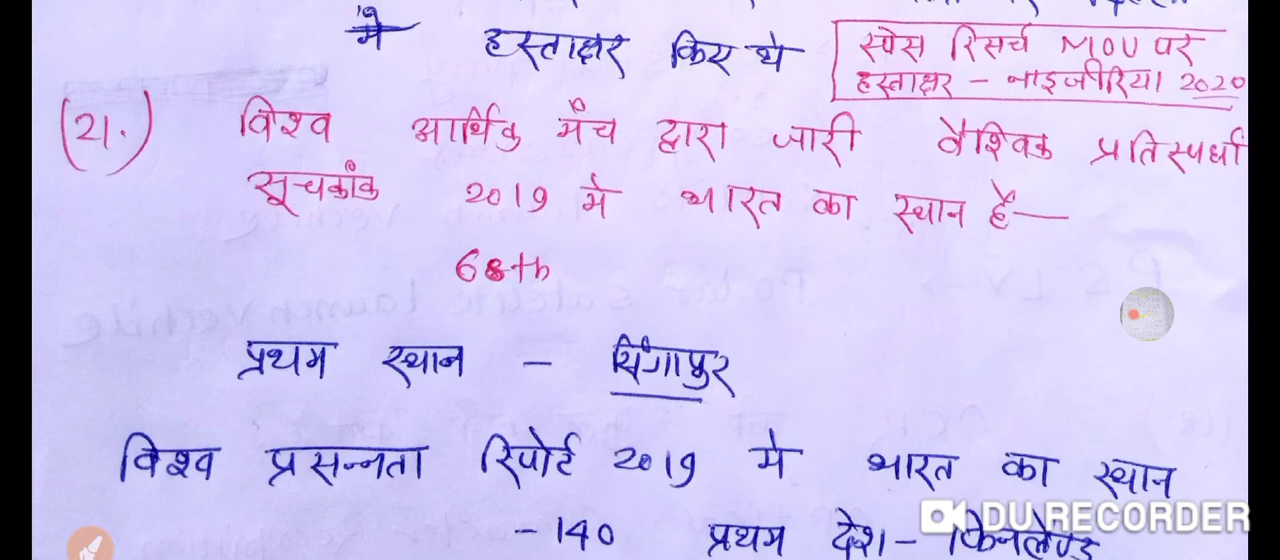 मे हस्ताक्षर किए थे
स्पेस रिसर्च MOU पर
हस्ताक्षर - नाइजीरिया 2020
(21.) विश्व आर्थिक मंच द्वारा जारी वैश्विक प्रतिस्पर्धा
सूचकांक 2019 मे भारत का स्थान है—
68th
प्रथम स्थान - सिंगापुर
विश्व प्रसन्नता रिपोर्ट 2019 मे भारत का स्थान
-140 प्रथम देश - फिनलैण्ड
DU RECORDER